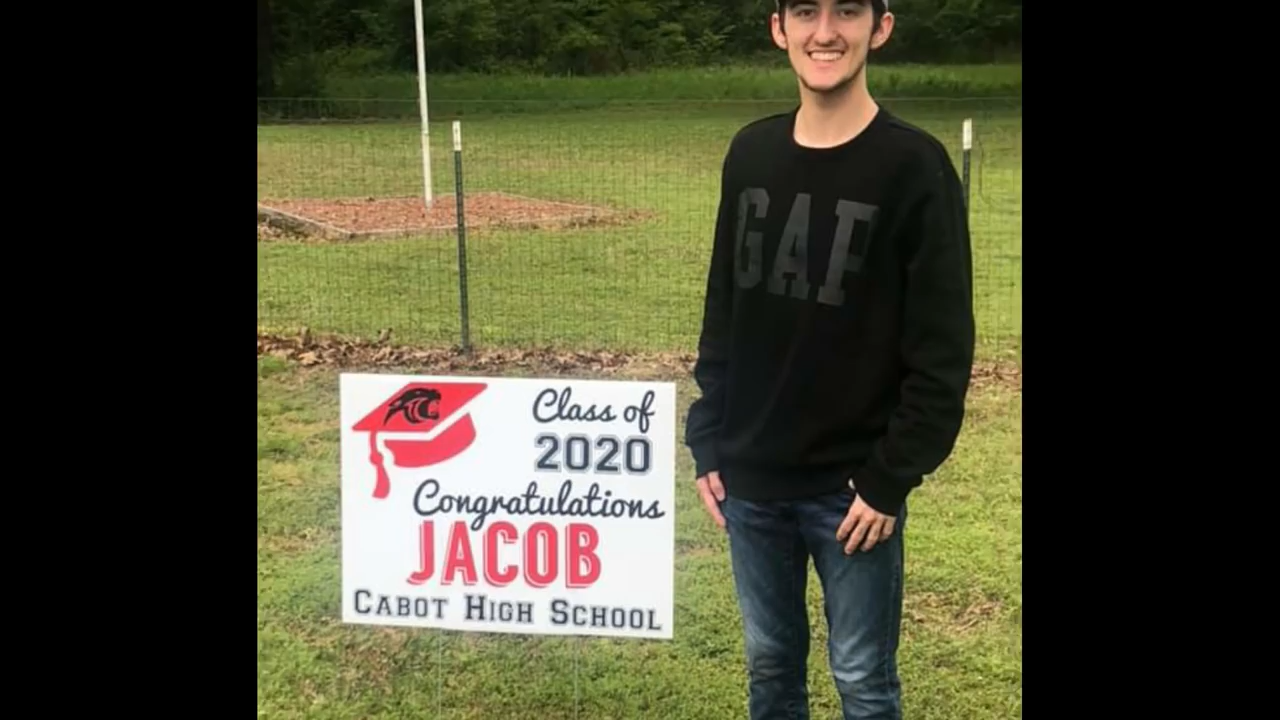 GAP
Class of
2020
Congratulations
JACOB
CABOT HIGH SCHOOL